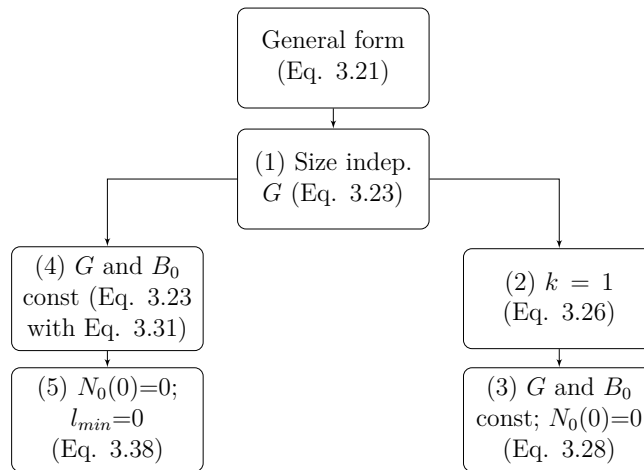 General form
(Eq. 3.21)
(1) Size indep.
G (Eq. 3.23)
(4) G and B₀
const (Eq. 3.23
with Eq. 3.31)
(2) k = 1
(Eq. 3.26)
(5) N₀(0)=0;
lₘᵢₙ=0
(Eq. 3.38)
(3) G and B₀
const; N₀(0)=0
(Eq. 3.28)